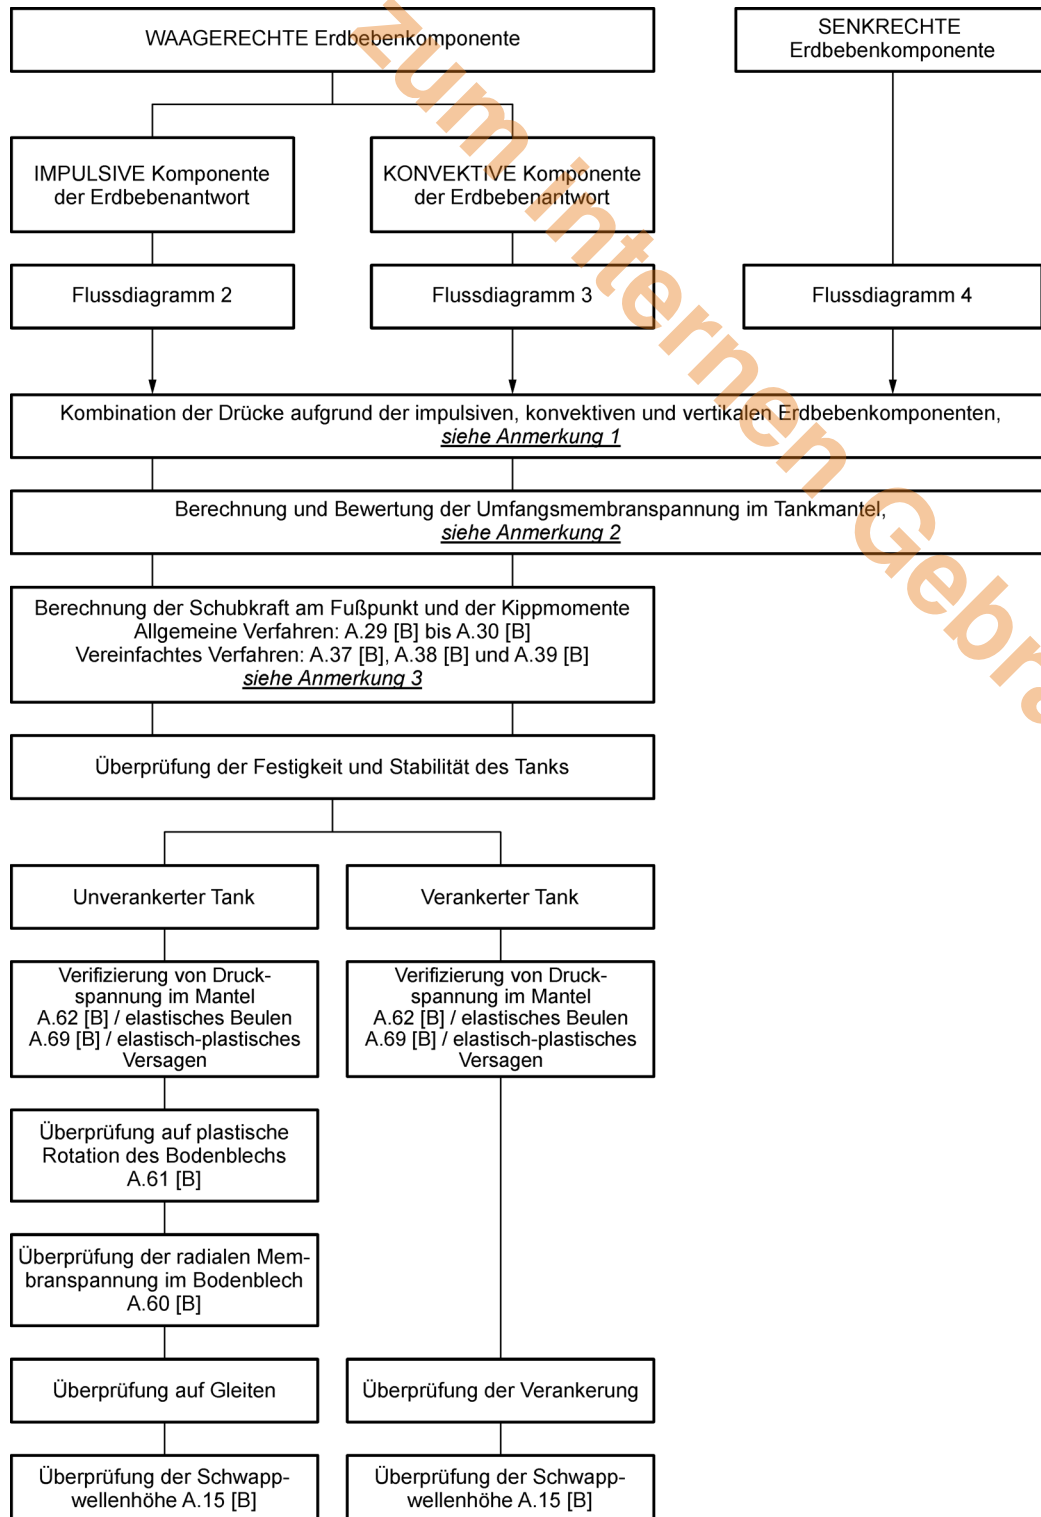 WAAGERECHTE Erdbebenkomponente
SENKRECHTE
Erdbebenkomponente
IMPULSIVE Komponente
der Erdbebenantwort
KONVEKTIVE Komponente
der Erdbebenantwort
Flussdiagramm 2
Flussdiagramm 3
Flussdiagramm 4
Kombination der Drücke aufgrund der impulsiven, konvektiven und vertikalen Erdbebenkomponenten,
siehe Anmerkung 1
Berechnung und Bewertung der Umfangsmembranspannung im Tankmantel,
siehe Anmerkung 2
Berechnung der Schubkraft am Fußpunkt und der Kippmomente
Allgemeine Verfahren: A.29 [B] bis A.30 [B]
Vereinfachtes Verfahren: A.37 [B], A.38 [B] und A.39 [B]
siehe Anmerkung 3
Überprüfung der Festigkeit und Stabilität des Tanks
Unverankerter Tank
Verankerter Tank
Verifizierung von Druck-
spannung im Mantel
A.62 [B] / elastisches Beulen
A.69 [B] / elastisch-plastisches
Versagen
Verifizierung von Druck-
spannung im Mantel
A.62 [B] / elastisches Beulen
A.69 [B] / elastisch-plastisches
Versagen
Überprüfung auf plastische
Rotation des Bodenblechs
A.61 [B]
Überprüfung der radialen Mem-
branspannung im Bodenblech
A.60 [B]
Überprüfung auf Gleiten
Überprüfung der Verankerung
Überprüfung der Schwapp-
wellenhöhe A.15 [B]
Überprüfung der Schwapp-
wellenhöhe A.15 [B]
zum internen Gebra